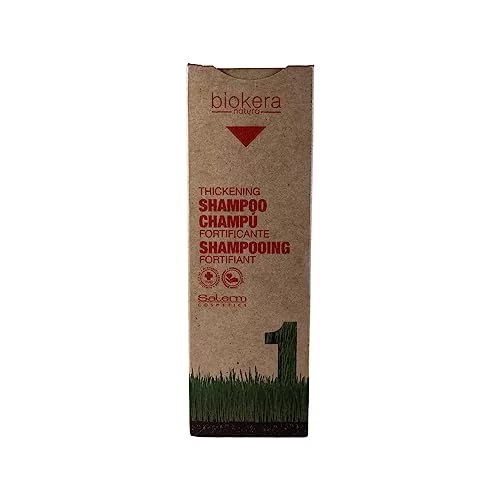 biokera
natura
THICKENING
SHAMPOO
CHAMPÚ
FORTIFICANTE
SHAMPOOING
FORTIFIANT
Salerm
cosmetics
1